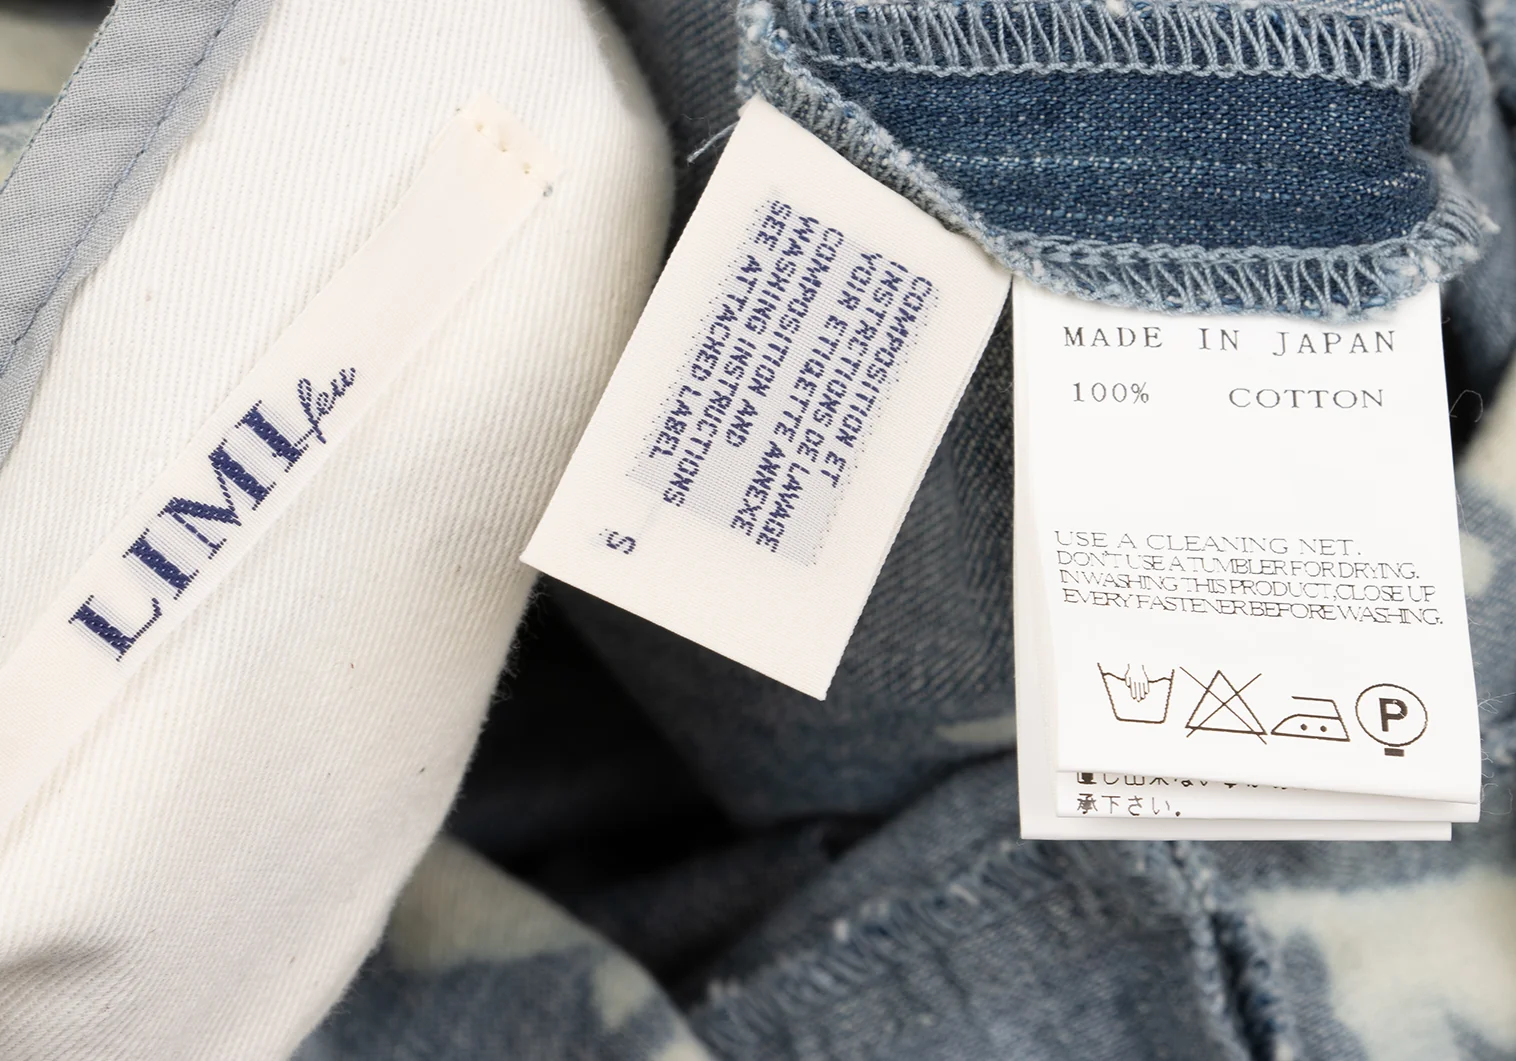 LIMI feu
COMPOSITION ET
INSTRCTIONS DE LAVAGE
VOIR ETIQETTE ANNEXE
COMPOSITION AND
WASHING INSTRUCTIONS
SEE ATTACHED LABEL
S
MADE IN JAPAN
100% COTTON
USE A CLEANING NET.
DON'T USE A TUMBLER FOR DRYING.
IN WASHING THIS PRODUCT,CLOSE UP
EVERY FASTENER BEFORE WASHING.
P
承下さい。